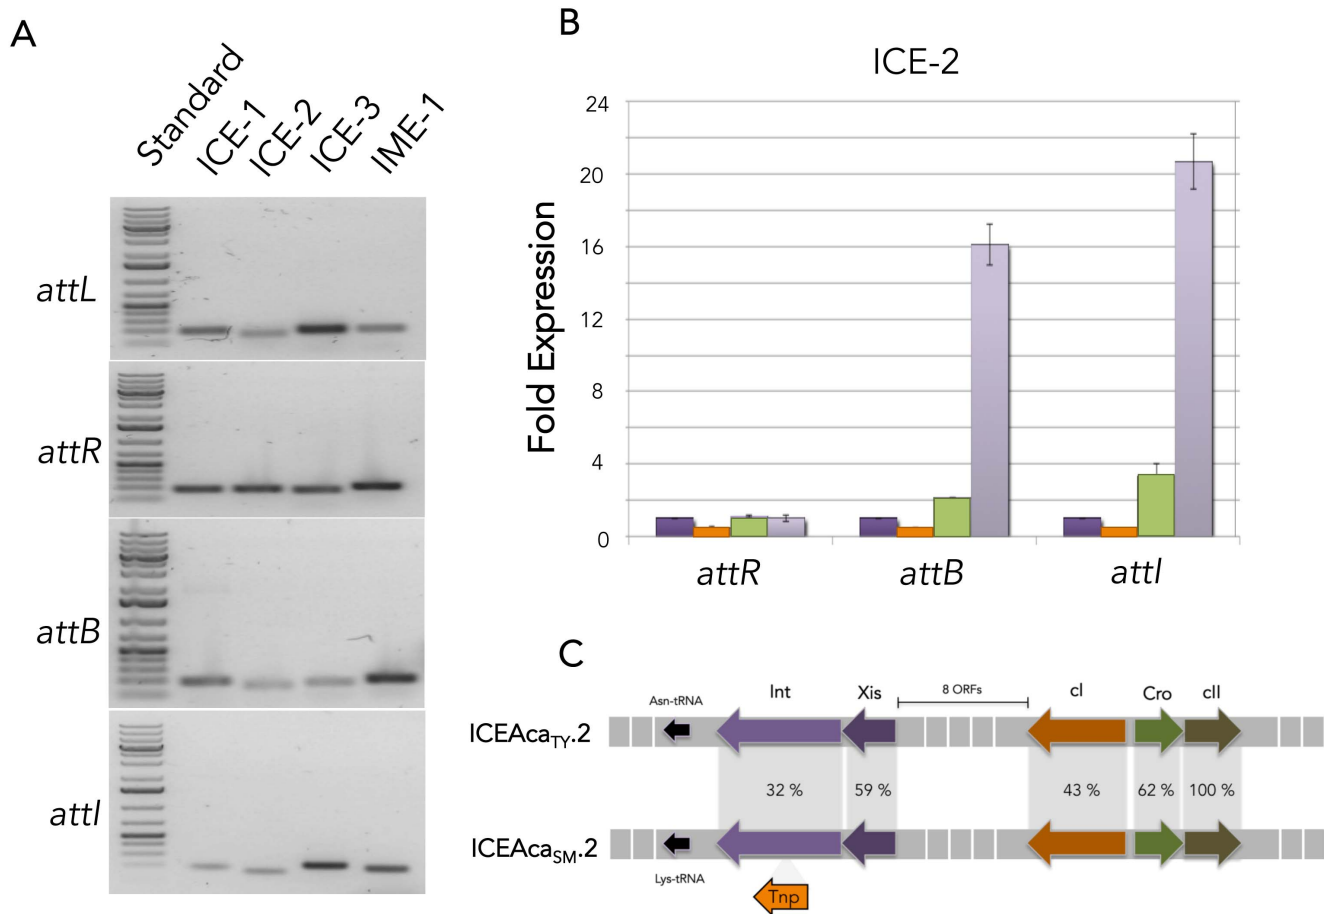 A
Standard
ICE-1
ICE-2
ICE-3
IME-1
attL
attR
attB
attI
B
ICE-2
Fold Expression
24
20
16
12
8
4
0
attR
attB
attI
C
Asn-tRNA
Int
Xis
8 ORFs
cI
Cro
cII
ICEAcaTY.2
32 %
59 %
43 %
62 %
100 %
ICEAcaSM.2
Lys-tRNA
Tnp